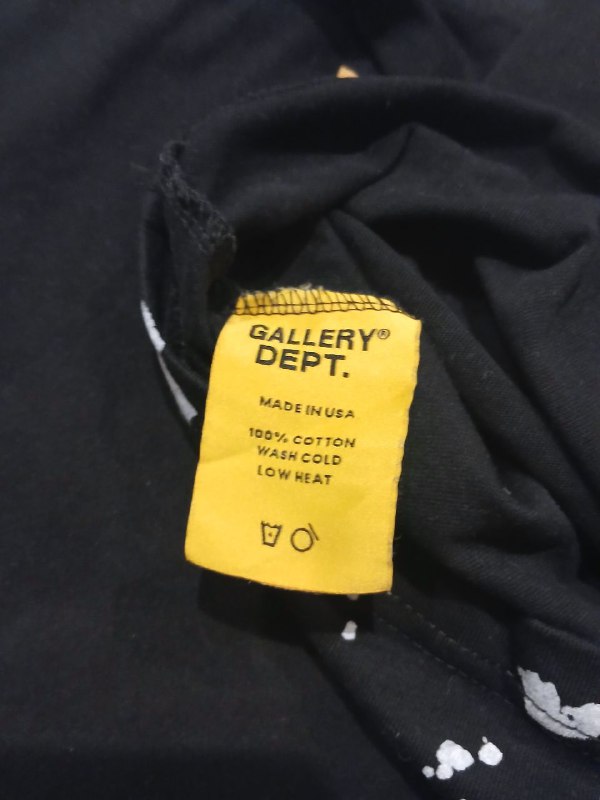 GALLERY®
DEPT.
MADE IN USA
100% COTTON
WASH COLD
LOW HEAT